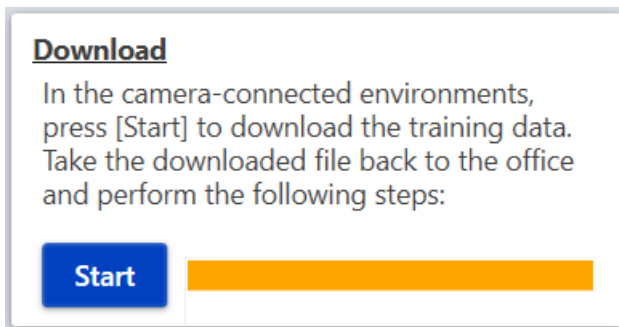 Download
In the camera-connected environments,
press [Start] to download the training data.
Take the downloaded file back to the office
and perform the following steps:
Start